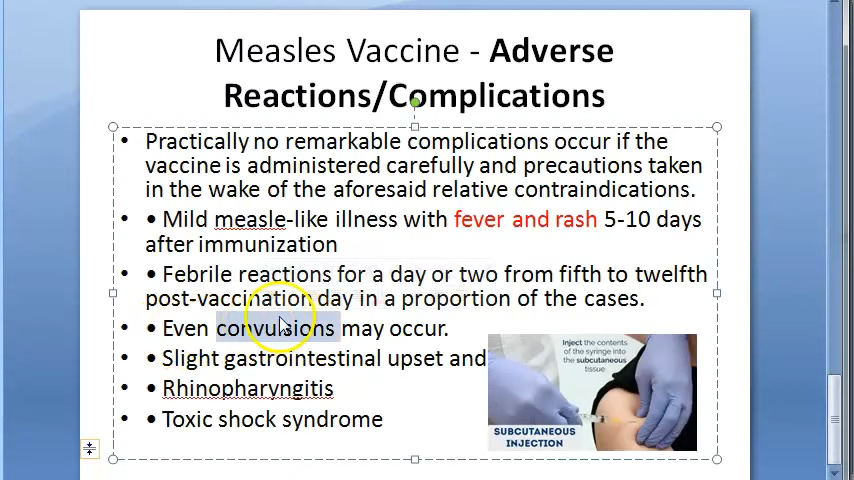 Measles Vaccine - Adverse
Reactions/Complications
• Practically no remarkable complications occur if the
vaccine is administered carefully and precautions taken
in the wake of the aforesaid relative contraindications.
• • Mild measle-like illness with fever and rash 5-10 days
after immunization
• • Febrile reactions for a day or two from fifth to twelfth
post-vaccination day in a proportion of the cases.
• • Even convulsions may occur.
• • Slight gastrointestinal upset and
• • Rhinopharyngitis
• • Toxic shock syndrome
Inject the contents
of the syringe into
the subcutaneous
tissue
SUBCUTANEOUS
INJECTION